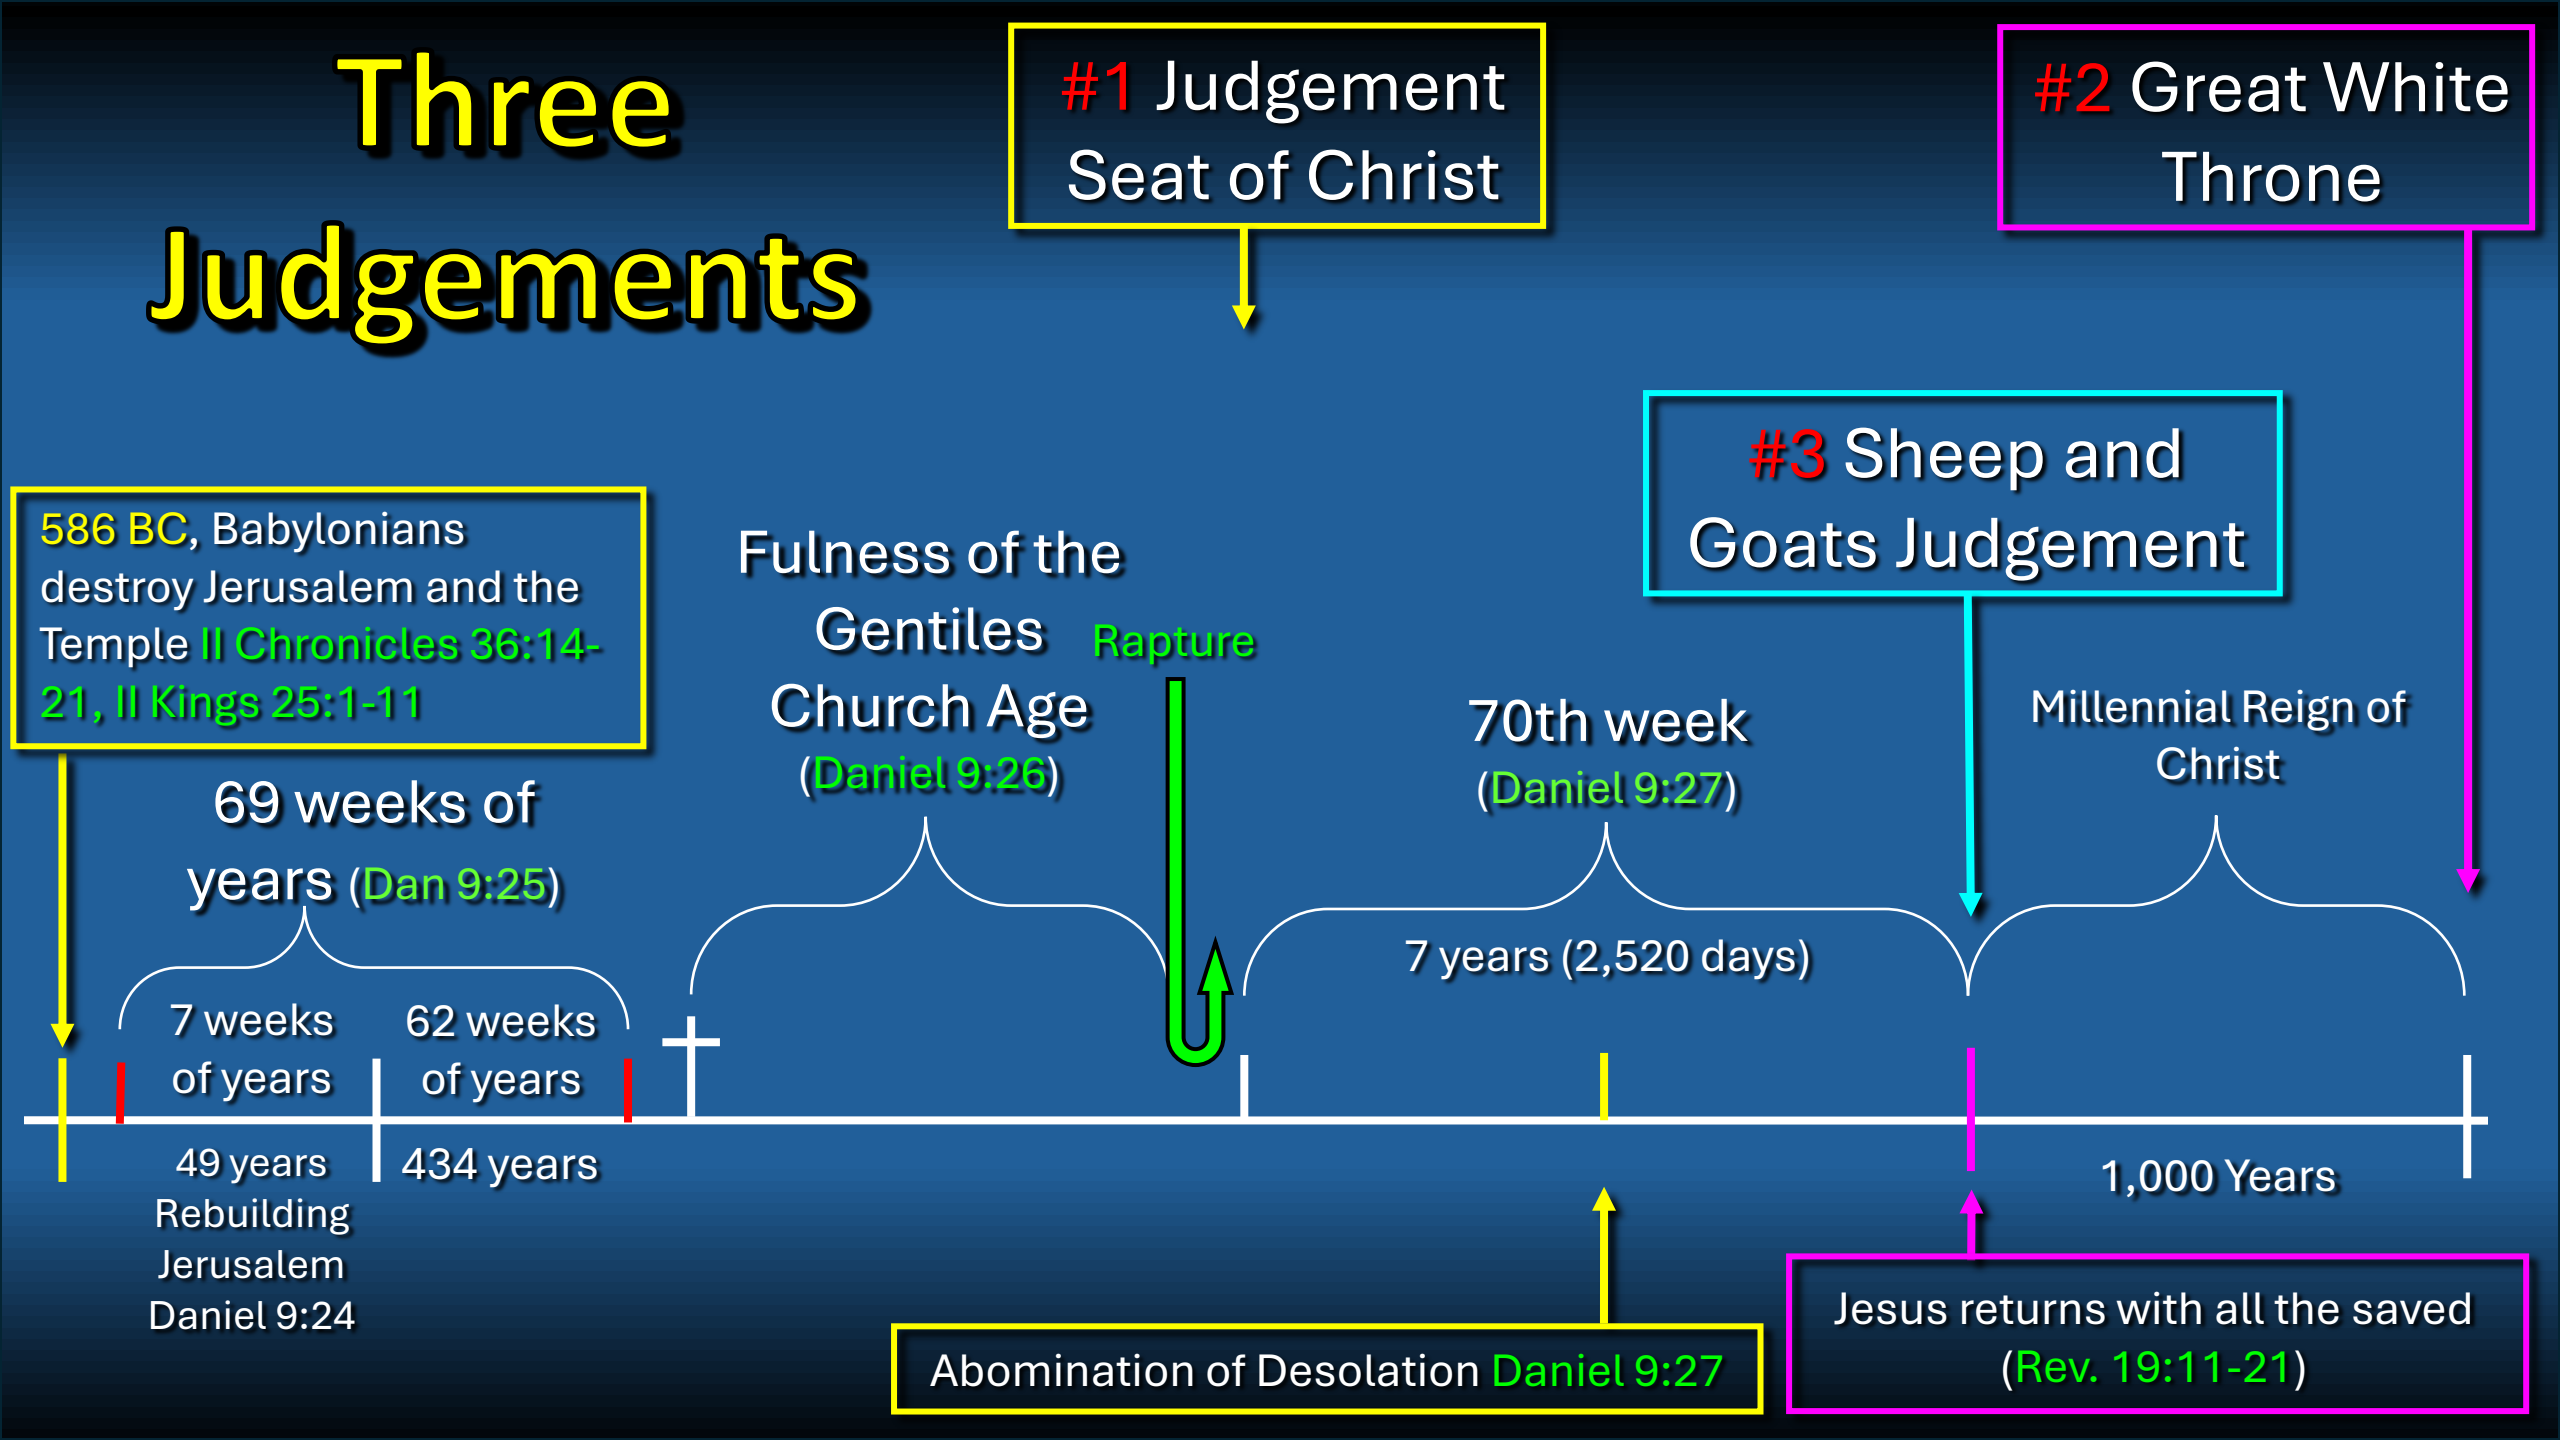 Three
Judgements
#1 Judgement
Seat of Christ
#2 Great White
Throne
#3 Sheep and
Goats Judgement
586 BC, Babylonians
destroy Jerusalem and the
Temple II Chronicles 36:14-
21, II Kings 25:1-11
69 weeks of
years (Dan 9:25)
7 weeks
of years
62 weeks
of years
49 years
Rebuilding
Jerusalem
Daniel 9:24
434 years
Fulness of the
Gentiles
Church Age
(Daniel 9:26)
Rapture
70th week
(Daniel 9:27)
7 years (2,520 days)
Millennial Reign of
Christ
1,000 Years
Abomination of Desolation Daniel 9:27
Jesus returns with all the saved
(Rev. 19:11-21)